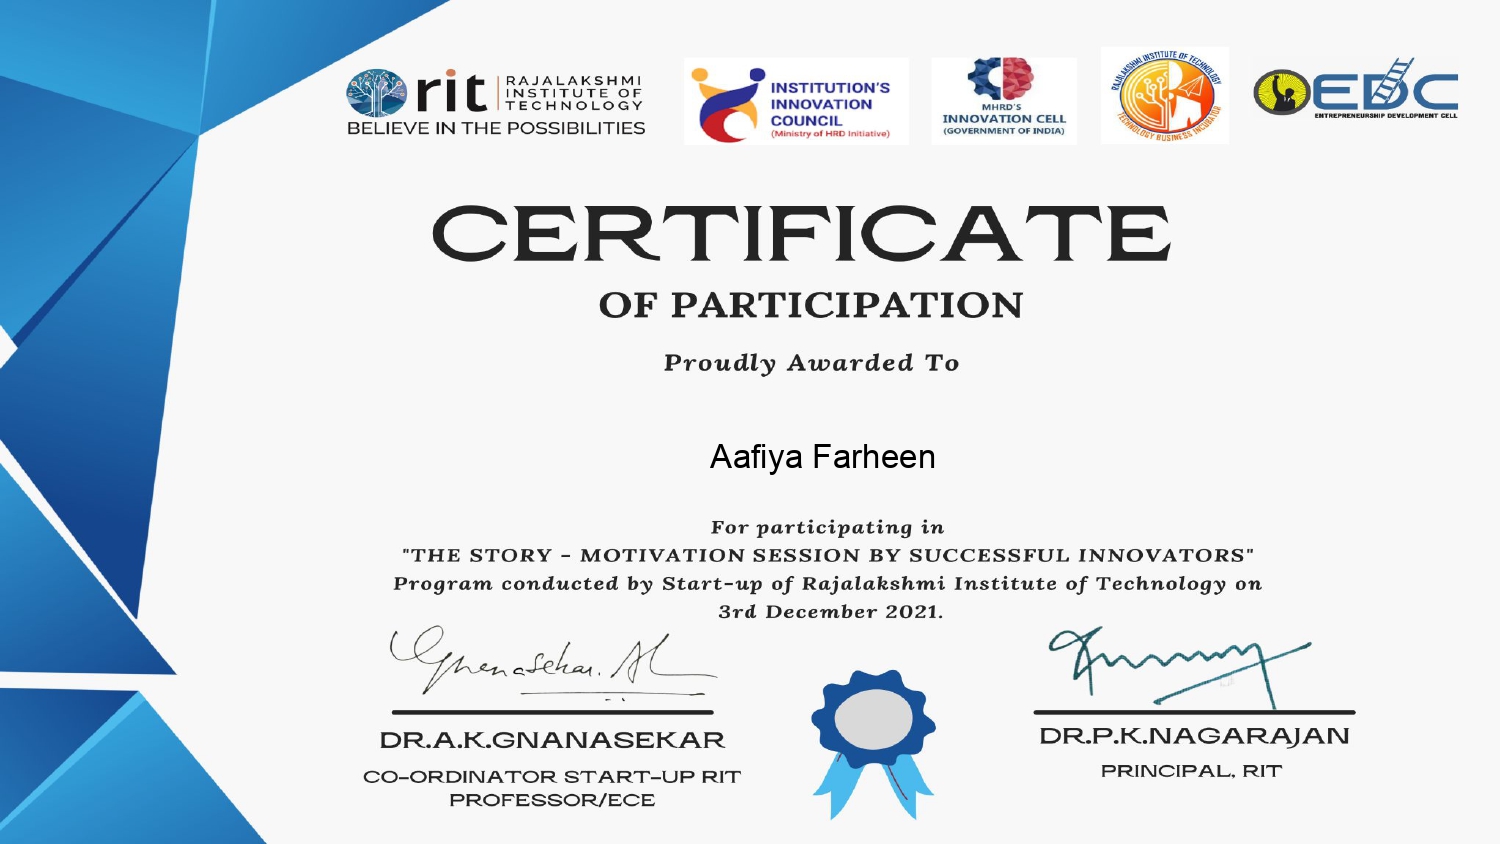 rit RAJALAKSHMI
INSTITUTE OF
TECHNOLOGY
BELIEVE IN THE POSSIBILITIES
INSTITUTION'S
INNOVATION
COUNCIL
(Ministry of HRD Initiative)
MHRD'S
INNOVATION CELL
(GOVERNMENT OF INDIA)
RAJALAKSHMI INSTITUTE OF TECHNOLOGY
TECHNOLOGY BUSINESS INCUBATOR
EDC
ENTREPRENEURSHIP DEVELOPMENT CELL
CERTIFICATE
OF PARTICIPATION
Proudly Awarded To
Aafiya Farheen
For participating in
"THE STORY - MOTIVATION SESSION BY SUCCESSFUL INNOVATORS"
Program conducted by Start-up of Rajalakshmi Institute of Technology on
3rd December 2021.
DR.A.K.GNANASEKAR
CO-ORDINATOR START-UP RIT
PROFESSOR/ECE
DR.P.K.NAGARAJAN
PRINCIPAL, RIT